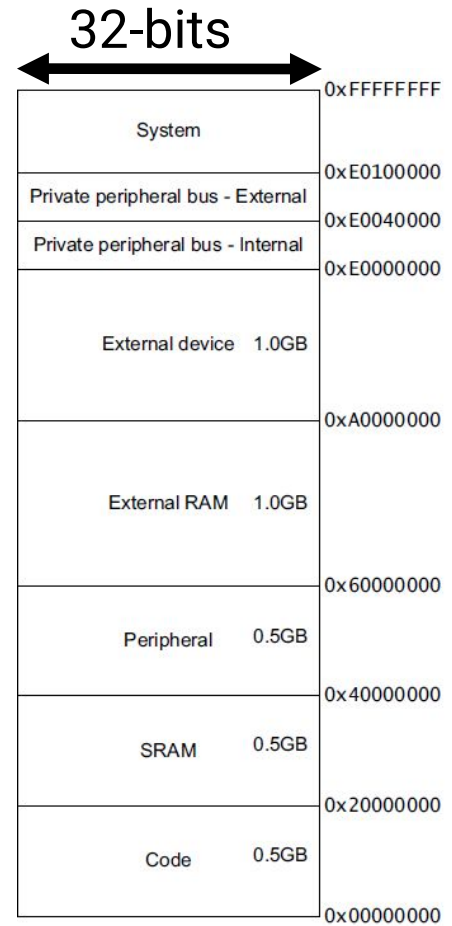 32-bits
0xFFFFFFFF
System
0xE0100000
Private peripheral bus - External
0xE0040000
Private peripheral bus - Internal
0xE0000000
External device 1.0GB
0xA0000000
External RAM 1.0GB
0x60000000
Peripheral 0.5GB
0x40000000
SRAM 0.5GB
0x20000000
Code 0.5GB
0x00000000